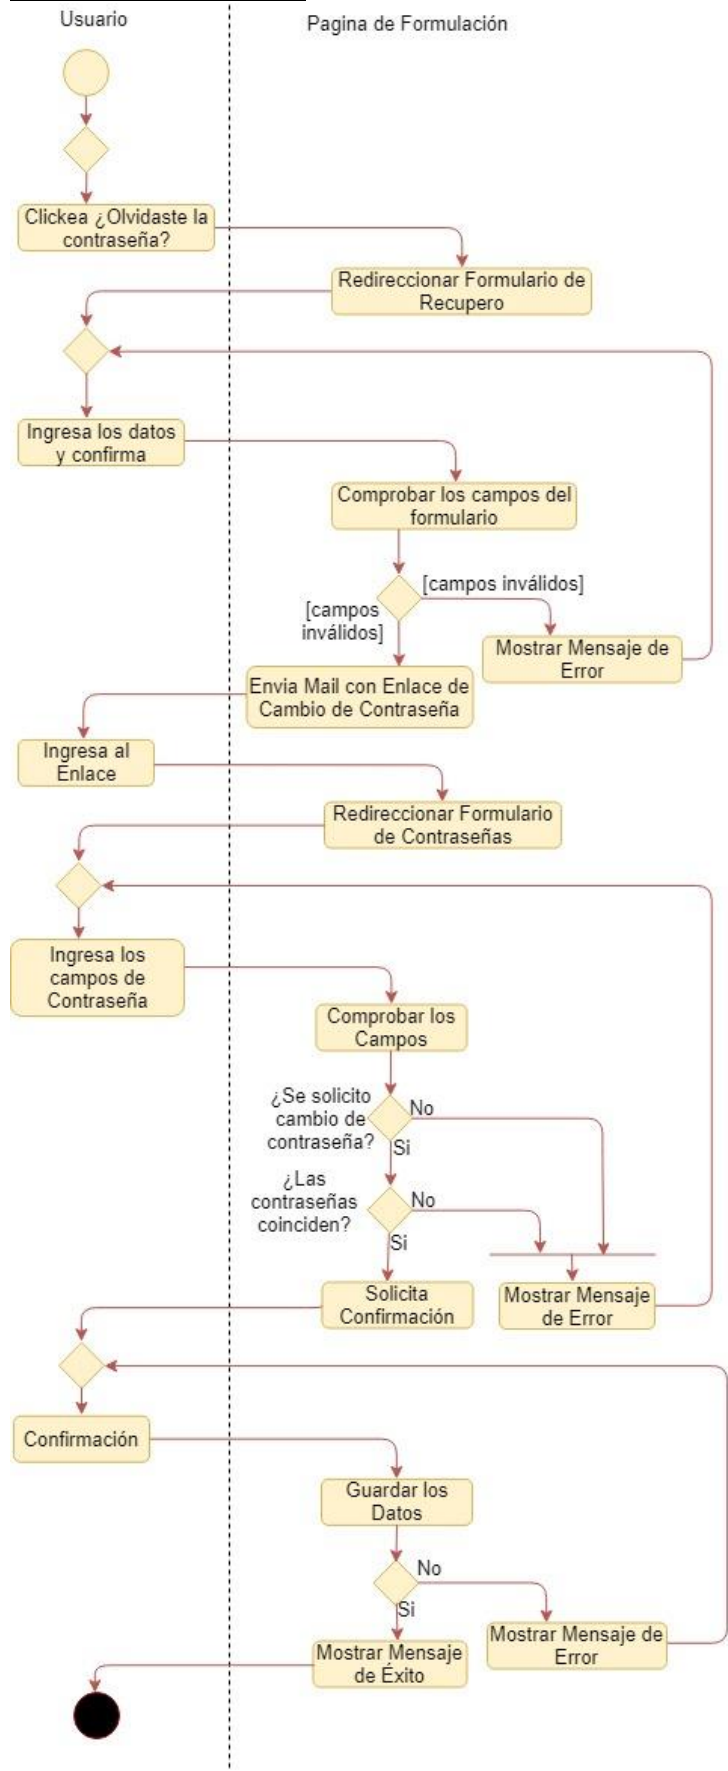 Usuario
Pagina de Formulación
Clickea ¿Olvidaste la
contraseña?
Redireccionar Formulario de
Recupero
Ingresa los datos
y confirma
Comprobar los campos del
formulario
[campos inválidos]
[campos
inválidos]
Mostrar Mensaje de
Error
Envia Mail con Enlace de
Cambio de Contraseña
Ingresa al
Enlace
Redireccionar Formulario
de Contraseñas
Ingresa los
campos de
Contraseña
Comprobar los
Campos
¿Se solicito
cambio de
contraseña?
No
Si
¿Las
contraseñas
coinciden?
No
Si
Solicita
Confirmación
Mostrar Mensaje
de Error
Confirmación
Guardar los
Datos
No
Si
Mostrar Mensaje
de Éxito
Mostrar Mensaje de
Error